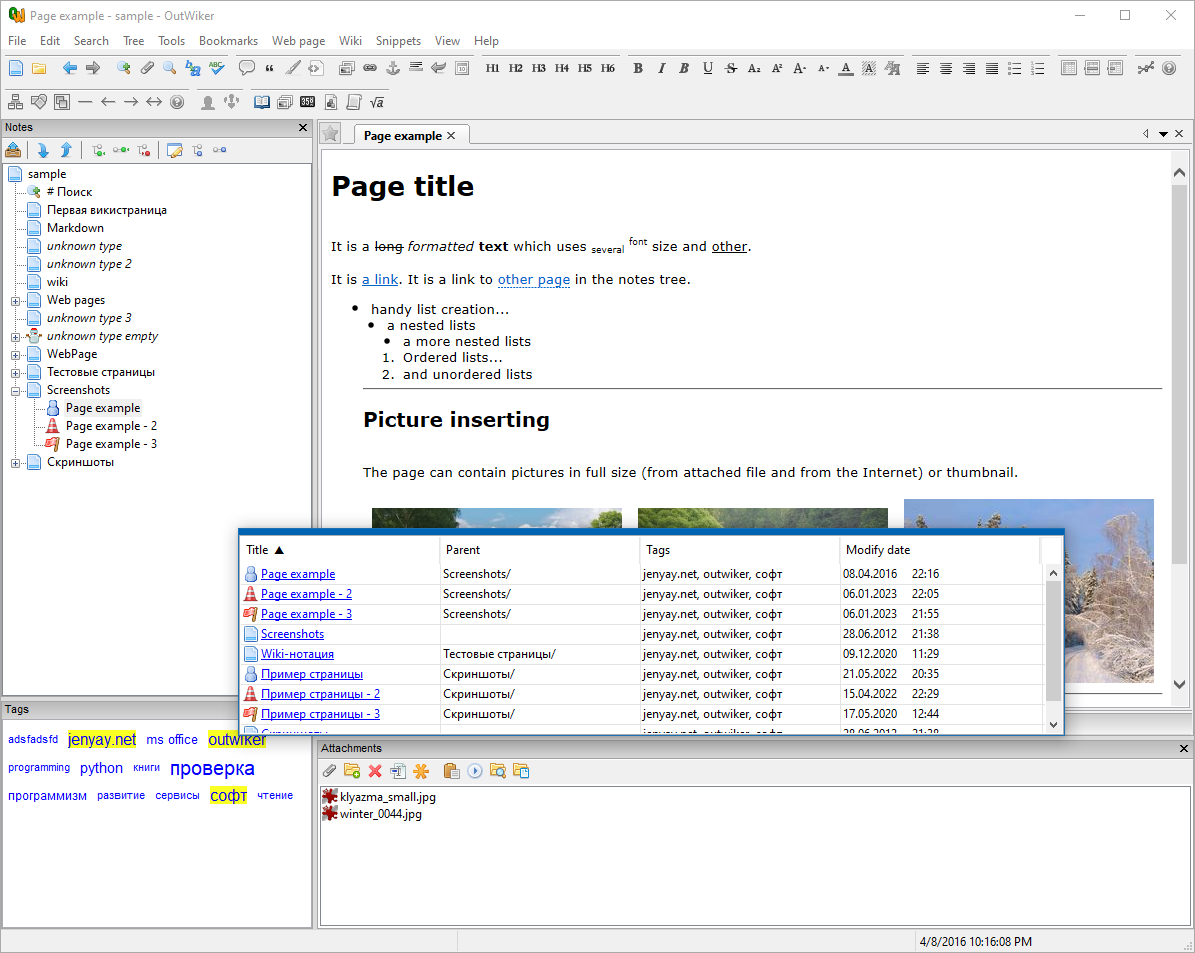 Page example - sample - OutWiker
File Edit Search Tree Tools Bookmarks Web page Wiki Snippets View Help
H1 H2 H3 H4 H5 H6 B I B U S A₂ A² A A A
√a
Notes
sample
# Поиск
Первая викистраница
Markdown
unknown type
unknown type 2
wiki
Web pages
unknown type 3
unknown type empty
WebPage
Тестовые страницы
Screenshots
Page example
Page example - 2
Page example - 3
Скриншоты
Tags
adsfadsfd jenyay.net ms office outwiker
programming python книги проверка
программизм развитие сервисы софт чтение
Page example
Page title
It is a long formatted text which uses several font size and other.
It is a link. It is a link to other page in the notes tree.
• handy list creation...
• a nested lists
• a more nested lists
1. Ordered lists...
2. and unordered lists
Picture inserting
The page can contain pictures in full size (from attached file and from the Internet) or thumbnail.
Title Parent Tags Modify date
Page example Screenshots/ jenyay.net, outwiker, софт 08.04.2016 22:16
Page example - 2 Screenshots/ jenyay.net, outwiker, софт 06.01.2023 22:05
Page example - 3 Screenshots/ jenyay.net, outwiker, софт 06.01.2023 21:55
Screenshots jenyay.net, outwiker, софт 28.06.2012 21:38
Wiki-нотация Тестовые страницы/ jenyay.net, outwiker, софт 09.12.2020 11:29
Пример страницы Скриншоты/ jenyay.net, outwiker, софт 21.05.2022 20:35
Пример страницы - 2 Скриншоты/ jenyay.net, outwiker, софт 15.04.2022 22:29
Пример страницы - 3 Скриншоты/ jenyay.net, outwiker, софт 17.05.2020 12:44
Attachments
klyazma_small.jpg
winter_0044.jpg
4/8/2016 10:16:08 PM